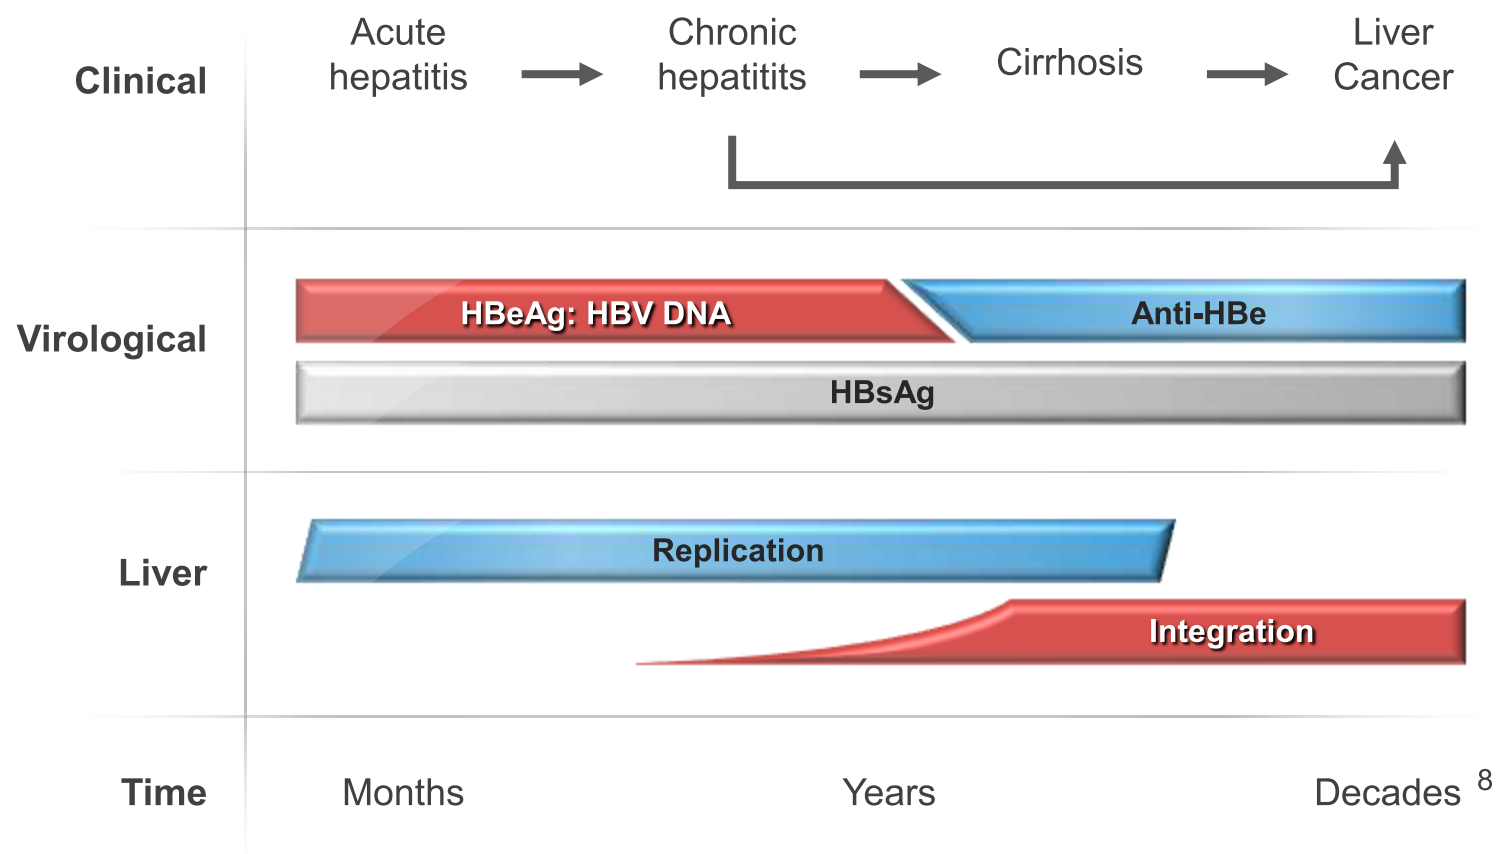 Clinical
Acute
hepatitis
Chronic
hepatitits
Cirrhosis
Liver
Cancer
Virological
HBeAg: HBV DNA
Anti-HBe
HBsAg
Liver
Replication
Integration
Time
Months
Years
Decades
8